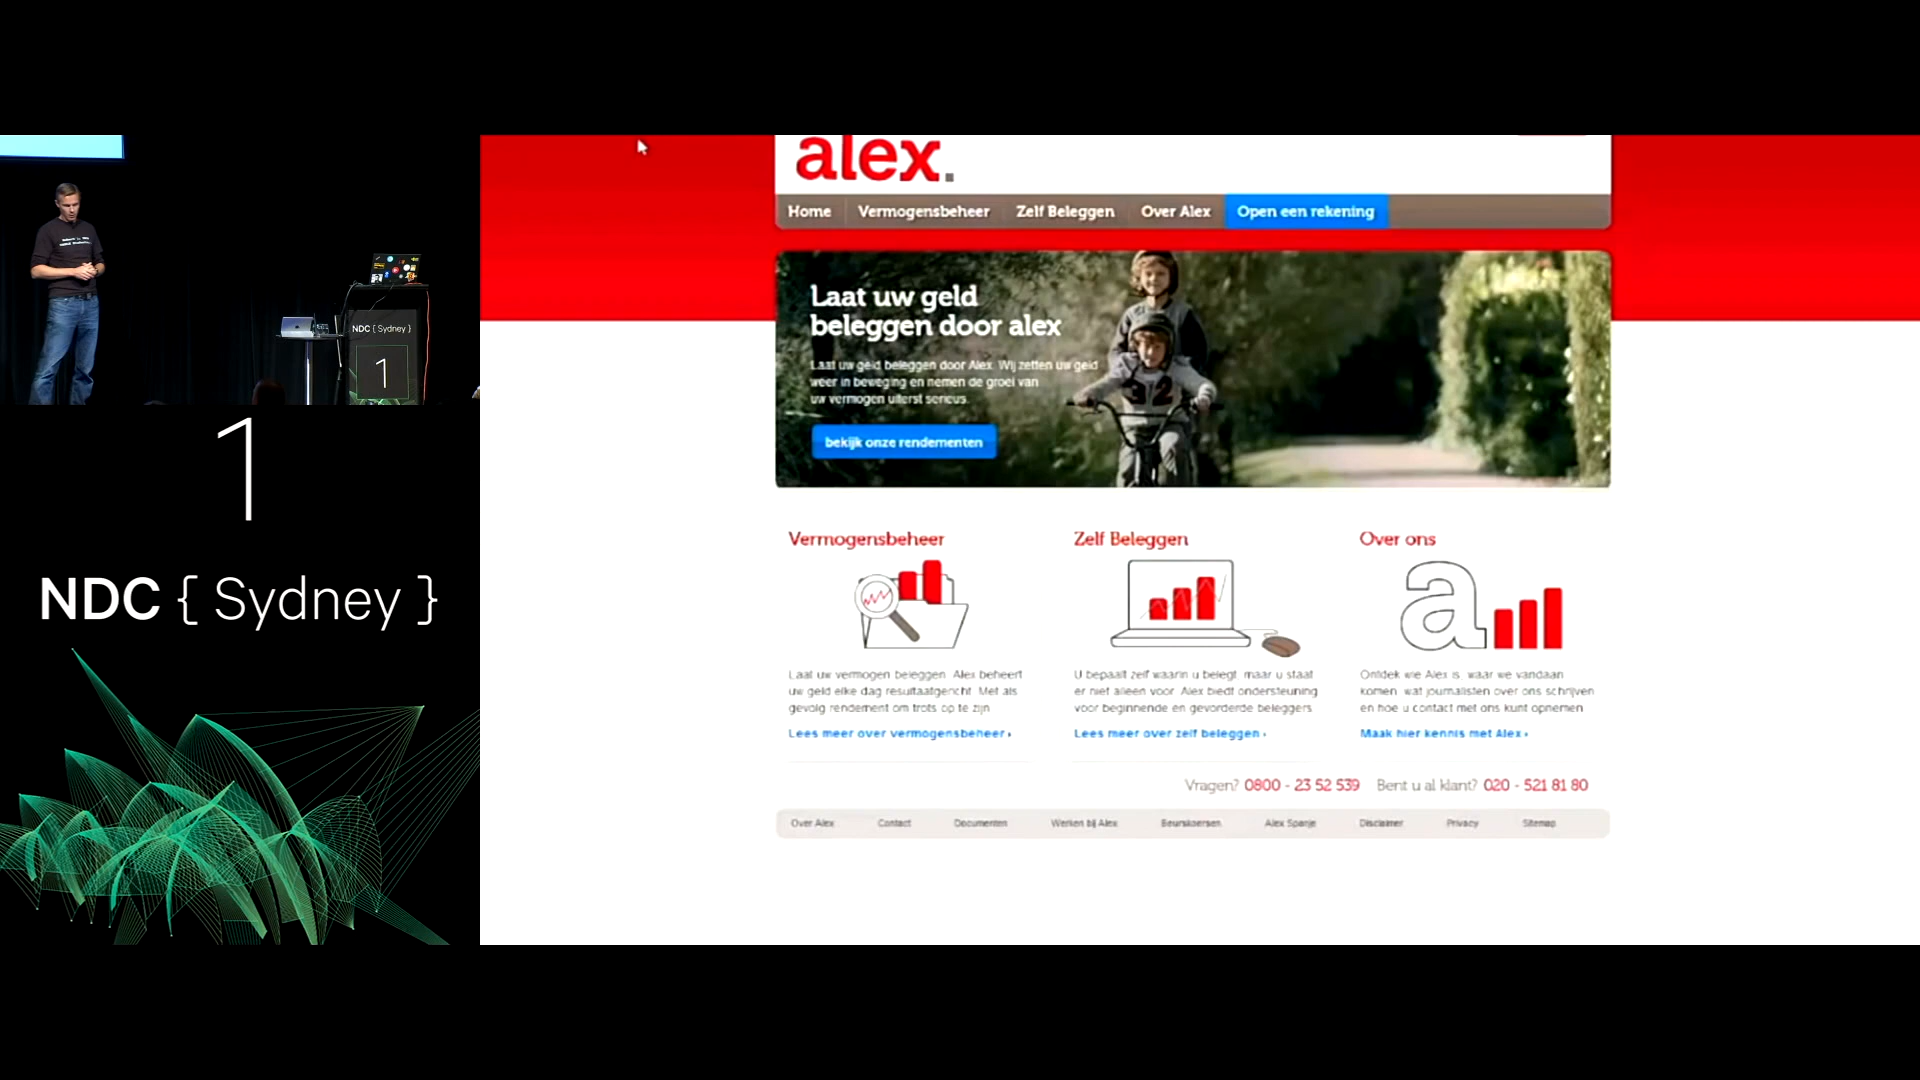 NDC { Sydney }
1
1
NDC { Sydney }
alex.
Home
Vermogensbeheer
Zelf Beleggen
Over Alex
Open een rekening
Laat uw geld
beleggen door alex
Laat uw geld beleggen door Alex. Wij zetten uw geld
weer in beweging en nemen de groei van
uw vermogen uiterst serieus.
bekijk onze rendementen
32
Vermogensbeheer
Laat uw vermogen beleggen. Alex beheert
uw geld elke dag resultaatgericht. Met als
gevolg rendement om trots op te zijn.
Lees meer over vermogensbeheer ›
Zelf Beleggen
U bepaalt zelf waarin u belegt, maar u staat
er niet alleen voor. Alex biedt ondersteuning
voor beginnende en gevorderde beleggers.
Lees meer over zelf beleggen ›
Over ons
a
Ontdek wie Alex is, waar we vandaan
komen, wat journalisten over ons schrijven
en hoe u contact met ons kunt opnemen.
Maak hier kennis met Alex ›
Vragen? 0800 - 23 52 539 Bent u al klant? 020 - 521 81 80
Over Alex
Contact
Documenten
Werken bij Alex
Beurskoersen
Alex Spanje
Disclaimer
Privacy
Sitemap